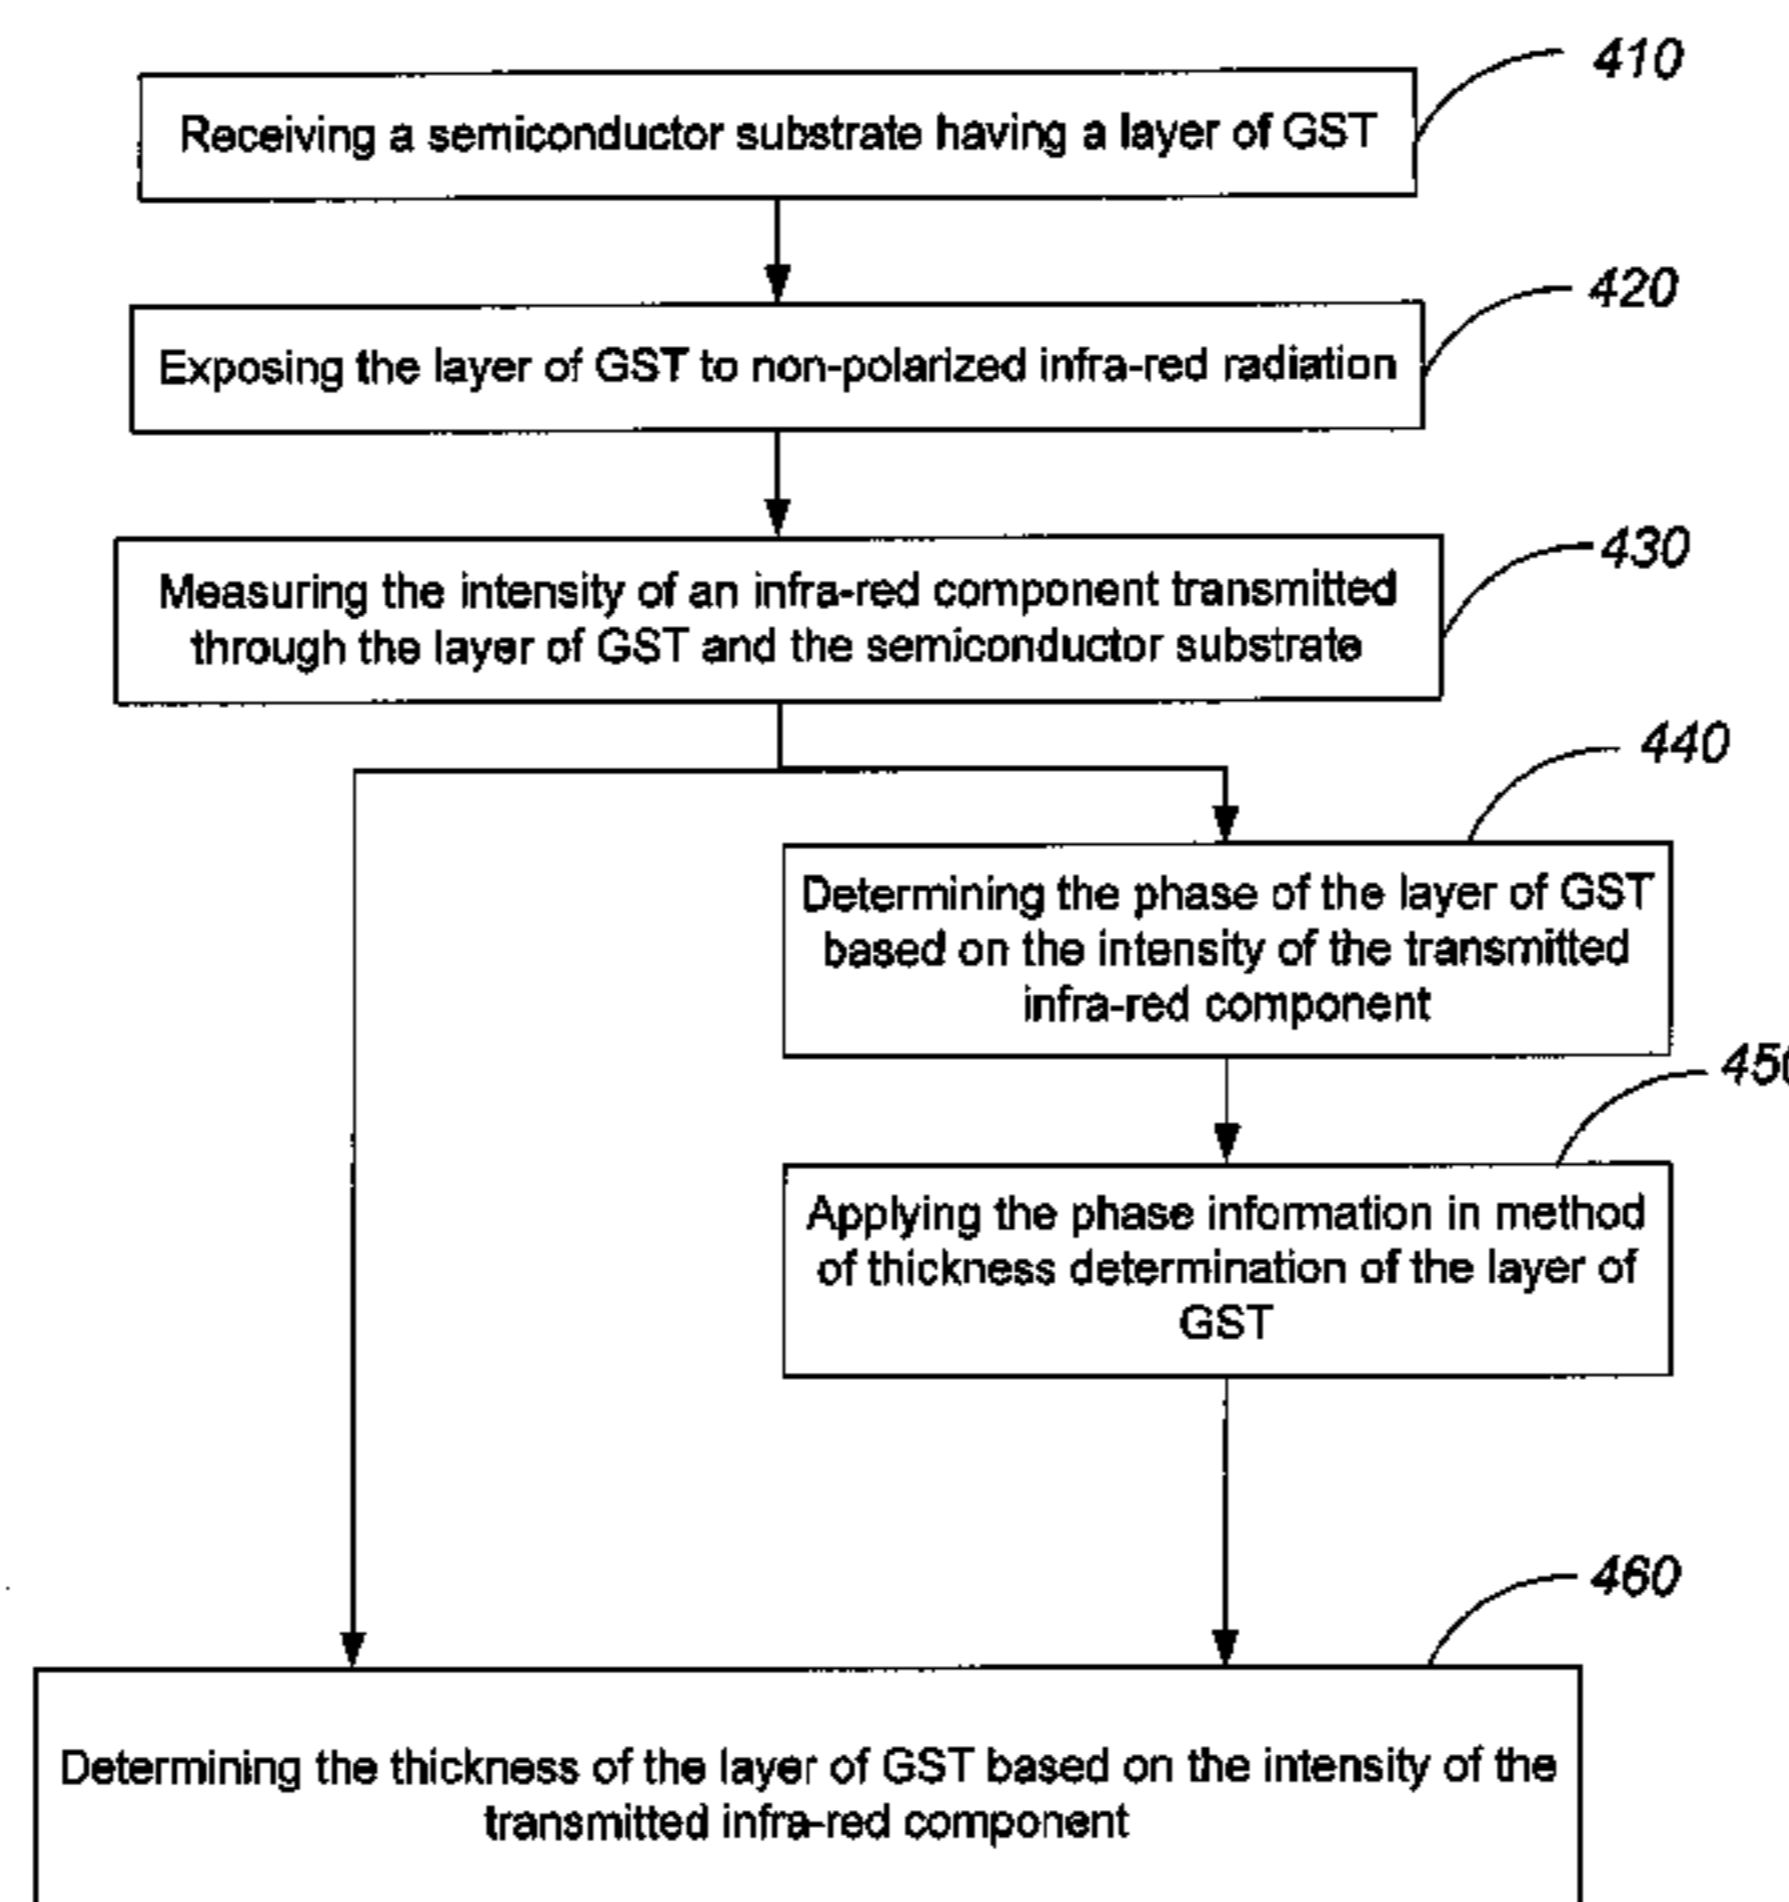 410
Receiving a semiconductor substrate having a layer of GST
420
Exposing the layer of GST to non-polarized infra-red radiation
430
Measuring the intensity of an infra-red component transmitted
through the layer of GST and the semiconductor substrate
440
Determining the phase of the layer of GST
based on the intensity of the transmitted
infra-red component
450
Applying the phase information in method
of thickness determination of the layer of
GST
460
Determining the thickness of the layer of GST based on the intensity of the
transmitted infra-red component